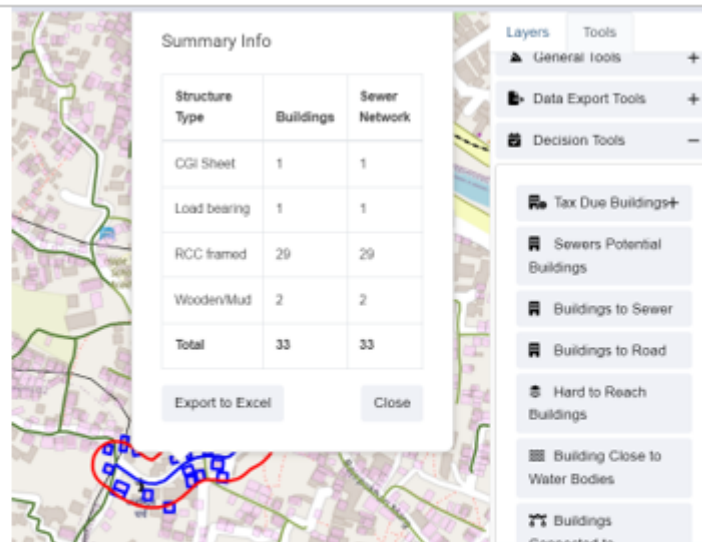 Summary Info
Structure Type Buildings Sewer Network
CGI Sheet 1 1
Load bearing 1 1
RCC framed 29 29
Wooden/Mud 2 2
Total 33 33
Export to Excel Close
Layers Tools
General Tools +
Data Export Tools +
Decision Tools −
Tax Due Buildings+
Sewers Potential
Buildings
Buildings to Sewer
Buildings to Road
Hard to Reach
Buildings
Building Close to
Water Bodies
Buildings
Connected to